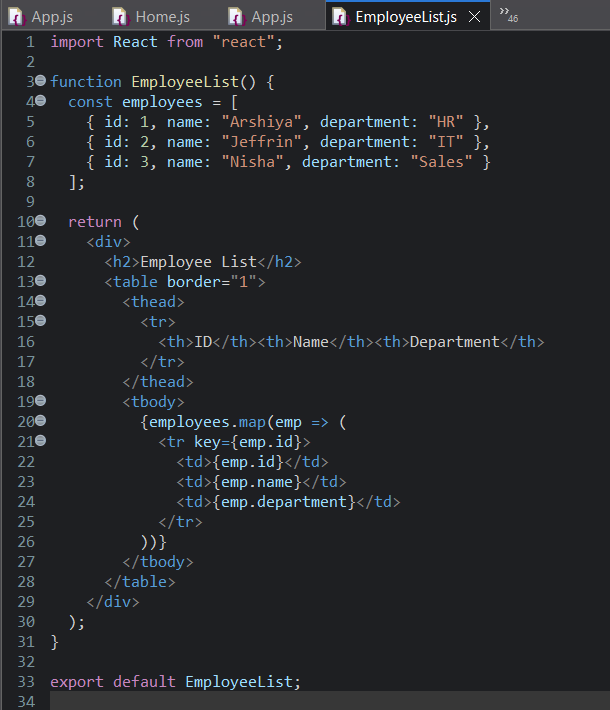 App.js Home.js App.js EmployeeList.js 46
1 import React from "react";
2
3 function EmployeeList() {
4   const employees = [
5     { id: 1, name: "Arshiya", department: "HR" },
6     { id: 2, name: "Jeffrin", department: "IT" },
7     { id: 3, name: "Nisha", department: "Sales" }
8   ];
9
10   return (
11     <div>
12       <h2>Employee List</h2>
13       <table border="1">
14         <thead>
15           <tr>
16             <th>ID</th><th>Name</th><th>Department</th>
17           </tr>
18         </thead>
19         <tbody>
20           {employees.map(emp => (
21             <tr key={emp.id}>
22               <td>{emp.id}</td>
23               <td>{emp.name}</td>
24               <td>{emp.department}</td>
25             </tr>
26           ))}
27         </tbody>
28       </table>
29     </div>
30   );
31 }
32
33 export default EmployeeList;
34